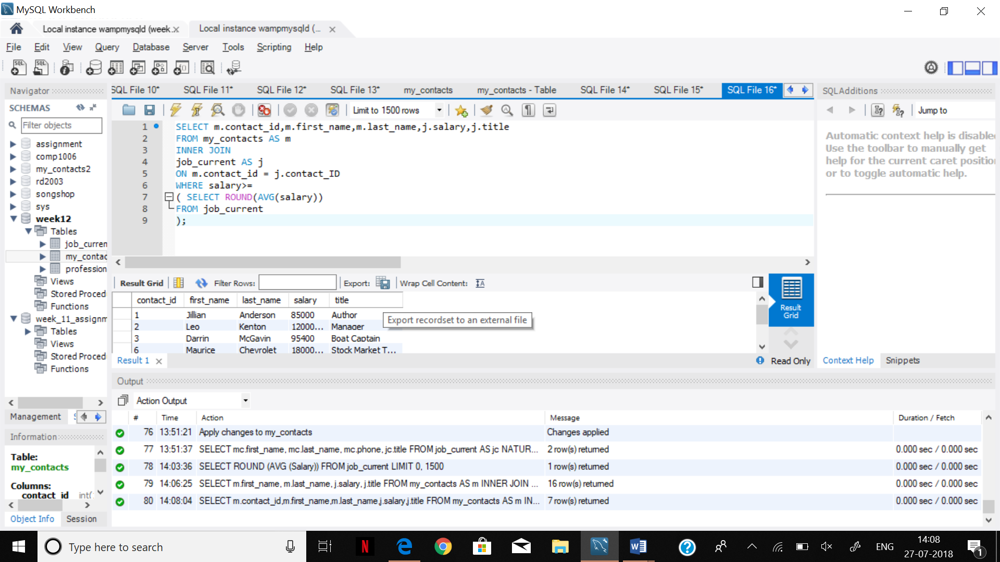 MySQL Workbench
Local instance wampmysqld (week.x
Local instance wampmysqld (... x
File Edit View Query Database Server Tools Scripting Help
Navigator
SCHEMAS
Filter objects
assignment
comp1006
my_contacts2
rd2003
songshop
sys
week12
Tables
job_curren
my_contac
profession
Views
Stored Proced
Functions
week_11_assignm
Tables
Views
Stored Proced
Functions
Management
Information
Table:
my_contacts
Columns:
contact_id int(
Object Info Session
SQL File 10* SQL File 11* SQL File 12* SQL File 13* my_contacts my_contacts - Table SQL File 14* SQL File 15* SQL File 16*
Limit to 1500 rows
1 SELECT m.contact_id,m.first_name,m.last_name,j.salary,j.title
2 FROM my_contacts AS m
3 INNER JOIN
4 job_current AS j
5 ON m.contact_id = j.contact_ID
6 WHERE salary>=
7 ( SELECT ROUND(AVG(salary))
8 FROM job_current
9 );
Result Grid Filter Rows: Export: Wrap Cell Content:
contact_id first_name last_name salary title
1 Jillian Anderson 85000 Author
2 Leo Kenton 12000... Manager
3 Darrin McGavin 95400 Boat Captain
6 Maurice Chevrolet 18000... Stock Market T...
Export recordset to an external file
Result
Grid
Result 1
Read Only
SQLAdditions
Jump to
Automatic context help is disable
Use the toolbar to manually get
help for the current caret positio
or to toggle automatic help.
Context Help Snippets
Output
Action Output
# Time Action Message Duration / Fetch
76 13:51:21 Apply changes to my_contacts Changes applied
77 13:51:37 SELECT mc.first_name, mc.last_name, mc.phone, jc.title FROM job_current AS jc NATUR... 2 row(s) returned 0.000 sec / 0.000 sec
78 14:03:36 SELECT ROUND (AVG (Salary)) FROM job_current LIMIT 0, 1500 1 row(s) returned 0.000 sec / 0.000 sec
79 14:06:25 SELECT m.first_name, m.last_name, j.salary, j.title FROM my_contacts AS m INNER JOIN ... 16 row(s) returned 0.000 sec / 0.000 sec
80 14:08:04 SELECT m.contact_id,m.first_name,m.last_name,j.salary,j.title FROM my_contacts AS m IN... 7 row(s) returned 0.000 sec / 0.000 sec
Type here to search
ENG
14:08
27-07-2018
1